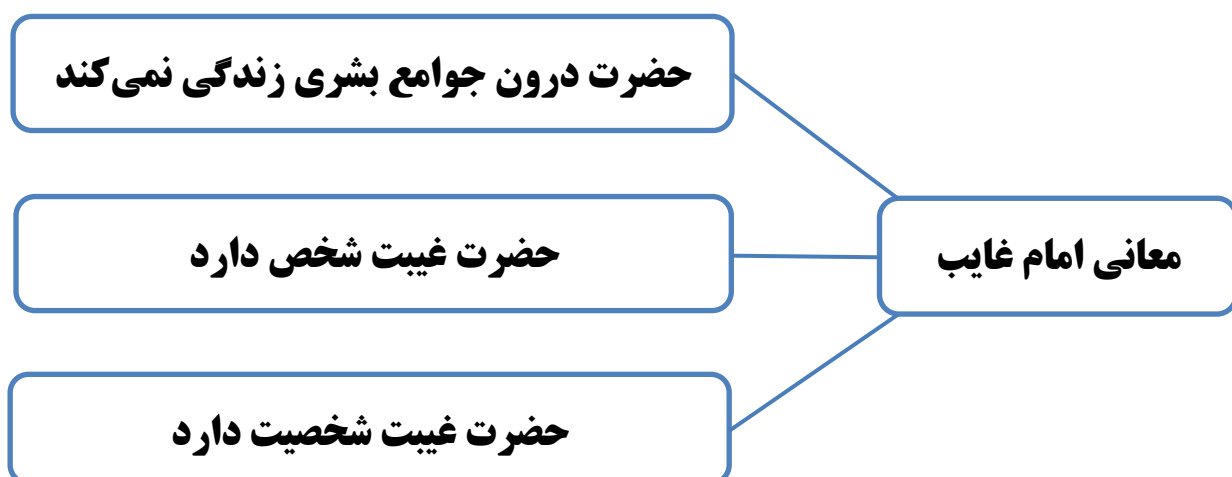 معانی امام غایب
حضرت درون جوامع بشری زندگی نمی‌کند
حضرت غیبت شخص دارد
حضرت غیبت شخصیت دارد